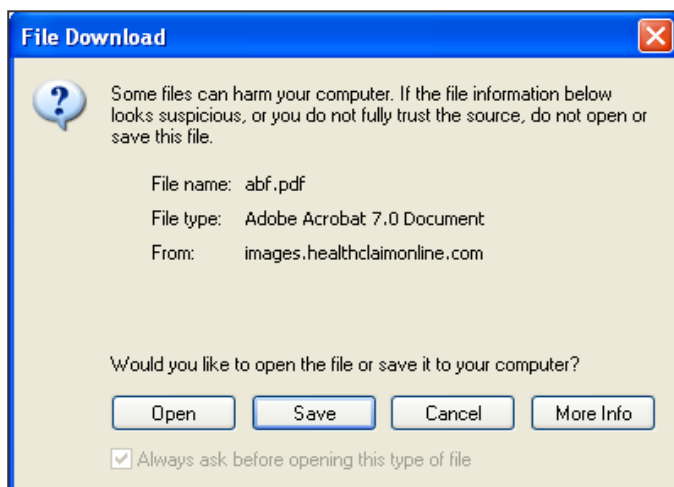 File Download
Some files can harm your computer. If the file information below
looks suspicious, or you do not fully trust the source, do not open or
save this file.
File name: abf.pdf
File type: Adobe Acrobat 7.0 Document
From: images.healthclaimonline.com
Would you like to open the file or save it to your computer?
Open Save Cancel More Info
Always ask before opening this type of file